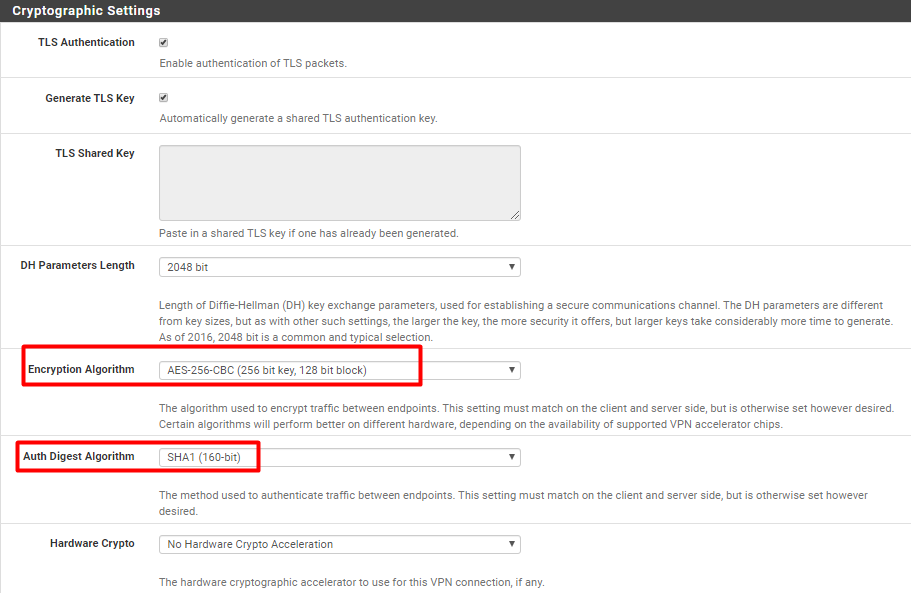 Cryptographic Settings
TLS Authentication
Enable authentication of TLS packets.
Generate TLS Key
Automatically generate a shared TLS authentication key.
TLS Shared Key
Paste in a shared TLS key if one has already been generated.
DH Parameters Length
2048 bit
Length of Diffie-Hellman (DH) key exchange parameters, used for establishing a secure communications channel. The DH parameters are different
from key sizes, but as with other such settings, the larger the key, the more security it offers, but larger keys take considerably more time to generate.
As of 2016, 2048 bit is a common and typical selection.
Encryption Algorithm
AES-256-CBC (256 bit key, 128 bit block)
The algorithm used to encrypt traffic between endpoints. This setting must match on the client and server side, but is otherwise set however desired.
Certain algorithms will perform better on different hardware, depending on the availability of supported VPN accelerator chips.
Auth Digest Algorithm
SHA1 (160-bit)
The method used to authenticate traffic between endpoints. This setting must match on the client and server side, but is otherwise set however
desired.
Hardware Crypto
No Hardware Crypto Acceleration
The hardware cryptographic accelerator to use for this VPN connection, if any.